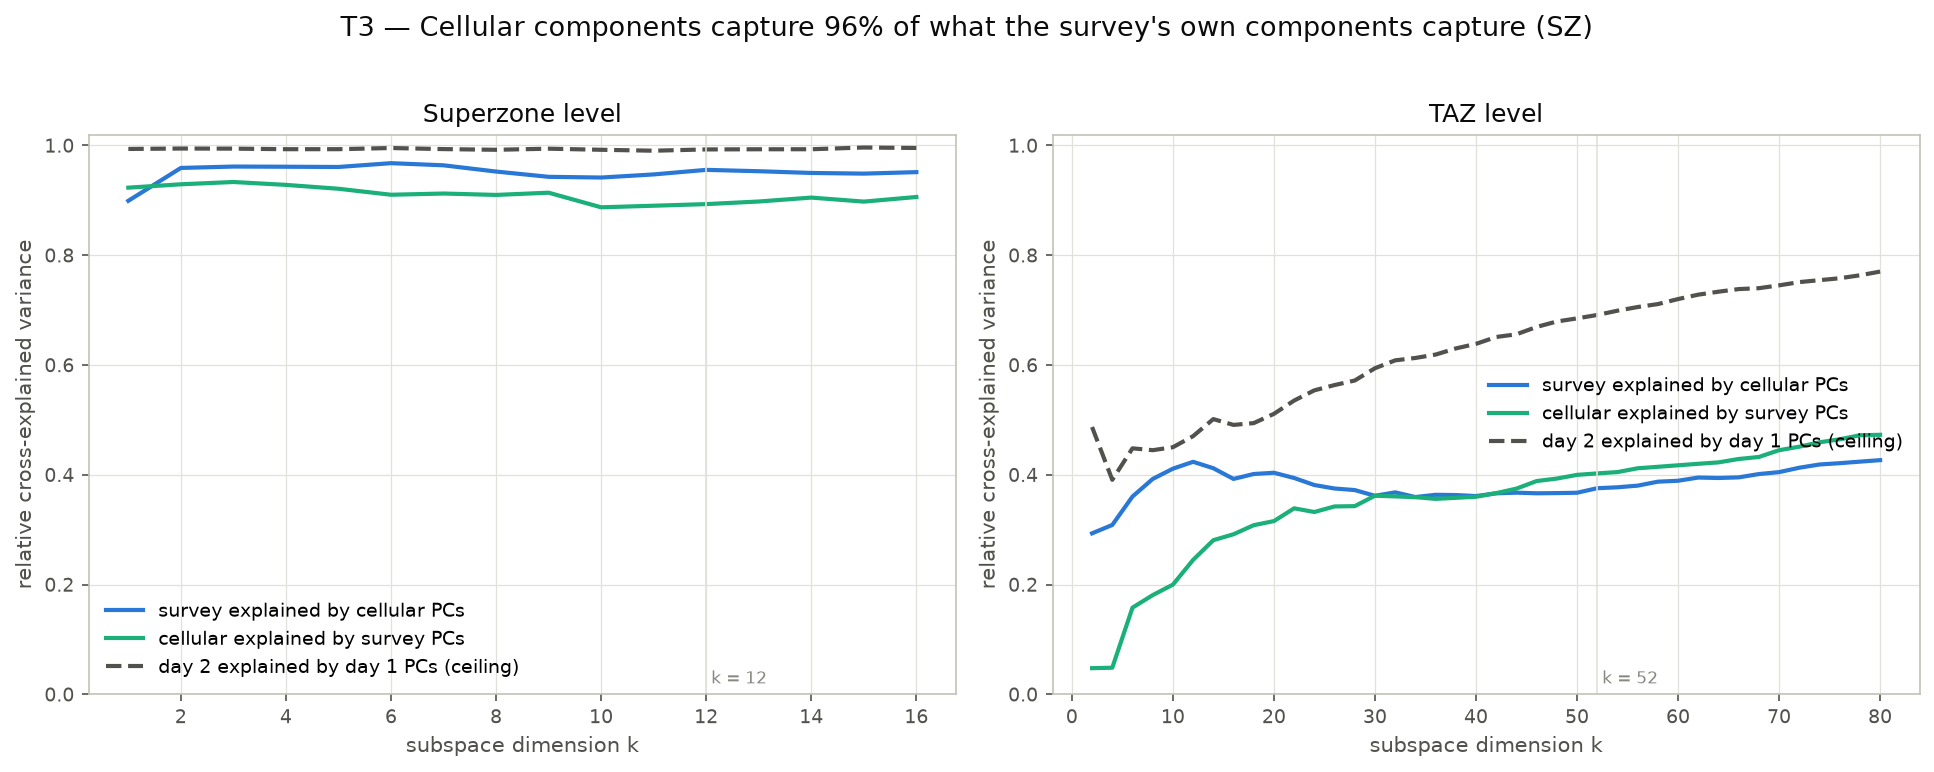 T3 — Cellular components capture 96% of what the survey's own components capture (SZ)
Superzone level
relative cross-explained variance
1.0
0.8
0.6
0.4
0.2
0.0
survey explained by cellular PCs
cellular explained by survey PCs
day 2 explained by day 1 PCs (ceiling)
k = 12
2 4 6 8 10 12 14 16
subspace dimension k
TAZ level
relative cross-explained variance
1.0
0.8
0.6
0.4
0.2
0.0
survey explained by cellular PCs
cellular explained by survey PCs
day 2 explained by day 1 PCs (ceiling)
k = 52
0 10 20 30 40 50 60 70 80
subspace dimension k